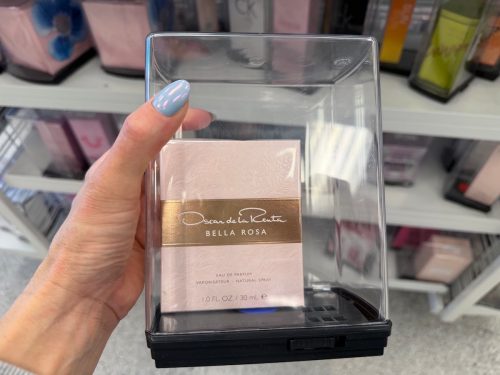 Oscar de la Renta
BELLA ROSA
EAU DE PARFUM
VAPORISATEUR - NATURAL SPRAY
1.0 FL. OZ. / 30 mL e